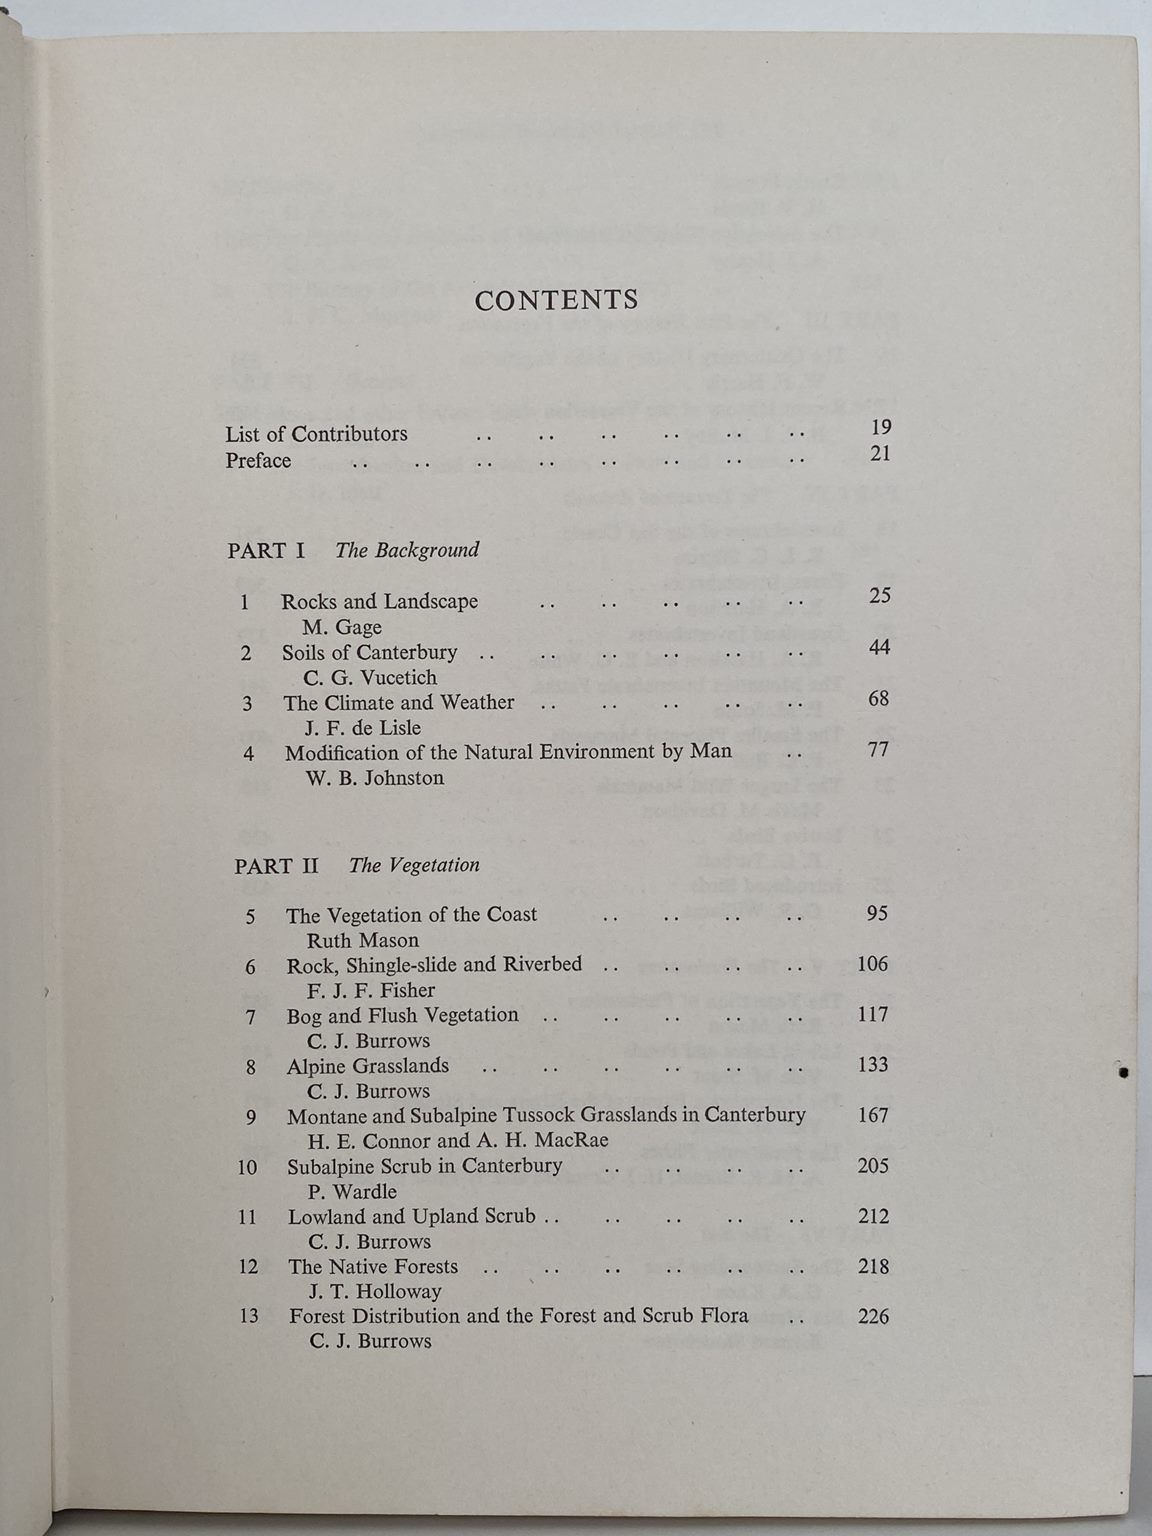 CONTENTS
List of Contributors .. .. .. .. .. .. 19
Preface .. .. .. .. .. .. .. .. 21
PART I The Background
1 Rocks and Landscape .. .. .. .. .. 25
M. Gage
2 Soils of Canterbury .. .. .. .. .. .. 44
C. G. Vucetich
3 The Climate and Weather .. .. .. .. .. 68
J. F. de Lisle
4 Modification of the Natural Environment by Man .. 77
W. B. Johnston
PART II The Vegetation
5 The Vegetation of the Coast .. .. .. .. 95
Ruth Mason
6 Rock, Shingle-slide and Riverbed .. .. .. .. 106
F. J. F. Fisher
7 Bog and Flush Vegetation .. .. .. .. .. 117
C. J. Burrows
8 Alpine Grasslands .. .. .. .. .. .. 133
C. J. Burrows
9 Montane and Subalpine Tussock Grasslands in Canterbury 167
H. E. Connor and A. H. MacRae
10 Subalpine Scrub in Canterbury .. .. .. .. 205
P. Wardle
11 Lowland and Upland Scrub .. .. .. .. .. 212
C. J. Burrows
12 The Native Forests .. .. .. .. .. .. 218
J. T. Holloway
13 Forest Distribution and the Forest and Scrub Flora .. 226
C. J. Burrows